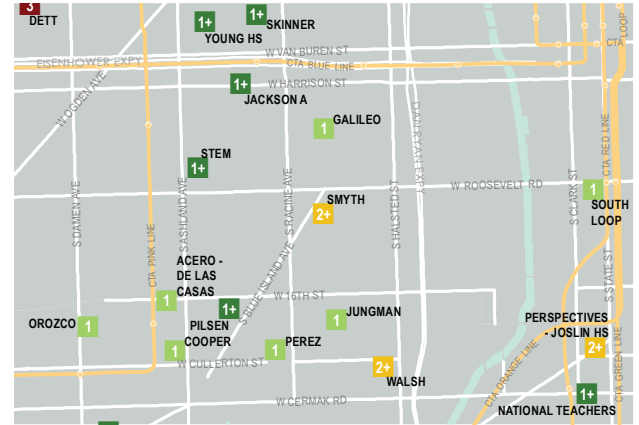 3
DETT
1+
YOUNG HS
1+
SKINNER
W VAN BUREN ST
EISENHOWER EXPY
CTA BLUE LINE
CTA
LOOP
W HARRISON ST
W OGDEN AVE
1+
JACKSON A
DAN RYAN EXPY
CTA RED LINE
1
GALILEO
1+
STEM
W ROOSEVELT RD
S DAMEN AVE
CTA PINK LINE
S ASHLAND AVE
S RACINE AVE
S HALSTED ST
S CLARK ST
1
SOUTH
LOOP
2+
SMYTH
S BLUE ISLAND AVE
S STATE ST
ACERO -
DE LAS
CASAS
1
W 16TH ST
1+
PILSEN
OROZCO
1
1
JUNGMAN
PERSPECTIVES
- JOSLIN HS
2+
COOPER
1
1
PEREZ
W CULLERTON ST
2+
WALSH
CTA ORANGE LINE
CTA GREEN LINE
1+
NATIONAL TEACHERS
W CERMAK RD